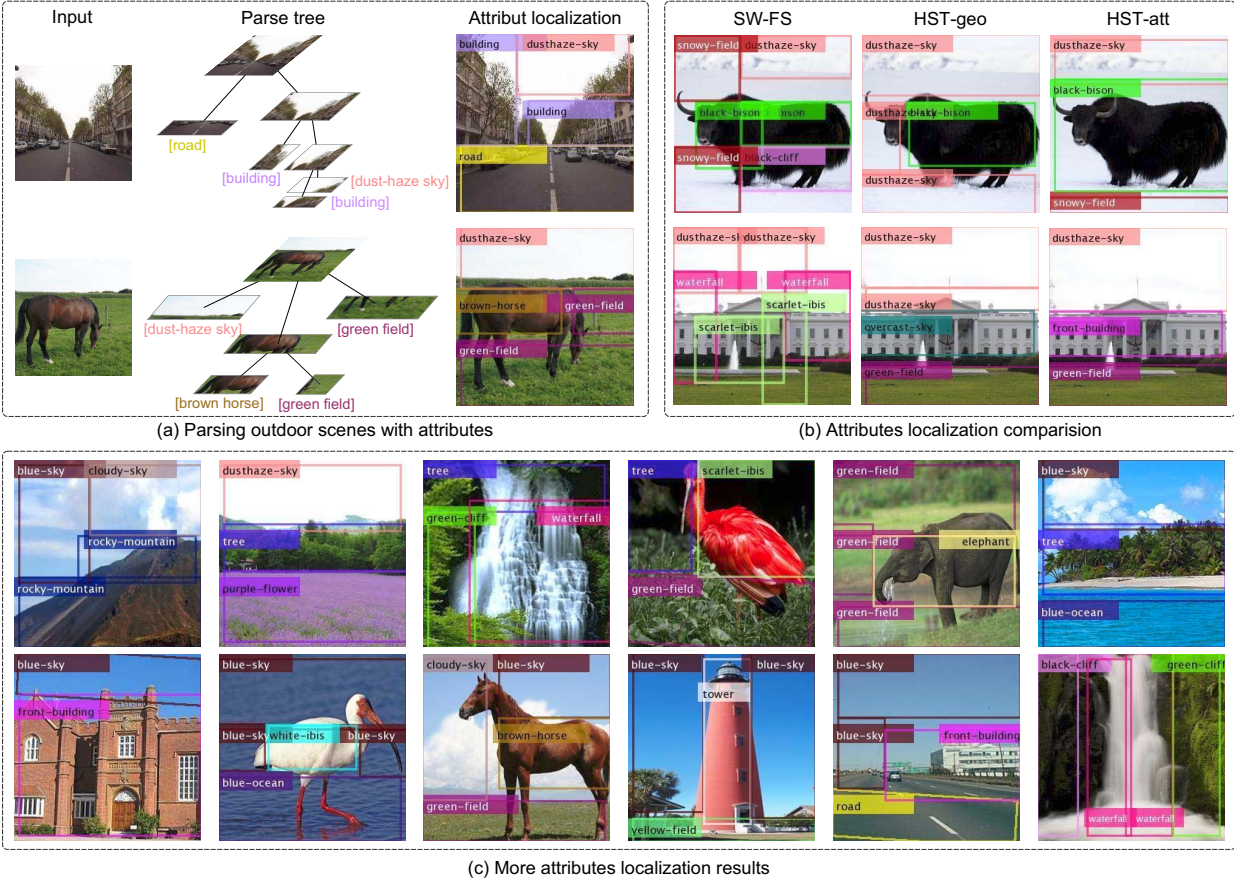 Input
Parse tree
Attribut localization
[road]
[building]
[dust-haze sky]
[building]
building
dusthaze-sky
building
road
[dust-haze sky]
[green field]
[brown horse]
[green field]
dusthaze-sky
brown-horse
green-field
green-field
(a) Parsing outdoor scenes with attributes
SW-FS
HST-geo
HST-att
snowy-field
dusthaze-sky
black-bison
bison
snowy-field
black-cliff
dusthaze-sky
dusthaze-sky
black-bison
dusthaze-sky
dusthaze-sky
black-bison
snowy-field
dusthaze-sky
dusthaze-sky
waterfall
waterfall
scarlet-ibis
scarlet-ibis
dusthaze-sky
dusthaze-sky
overcast-sky
green-field
dusthaze-sky
front-building
green-field
(b) Attributes localization comparision
blue-sky
cloudy-sky
rocky-mountain
rocky-mountain
dusthaze-sky
tree
purple-flower
tree
green-cliff
waterfall
tree
scarlet-ibis
green-field
green-field
green-field
elephant
green-field
blue-sky
tree
blue-ocean
blue-sky
front-building
blue-sky
blue-sky
white-ibis
blue-sky
blue-ocean
cloudy-sky
blue-sky
brown-horse
green-field
blue-sky
blue-sky
tower
yellow-field
blue-sky
blue-sky
front-building
road
black-cliff
green-cliff
waterfall
waterfall
(c) More attributes localization results